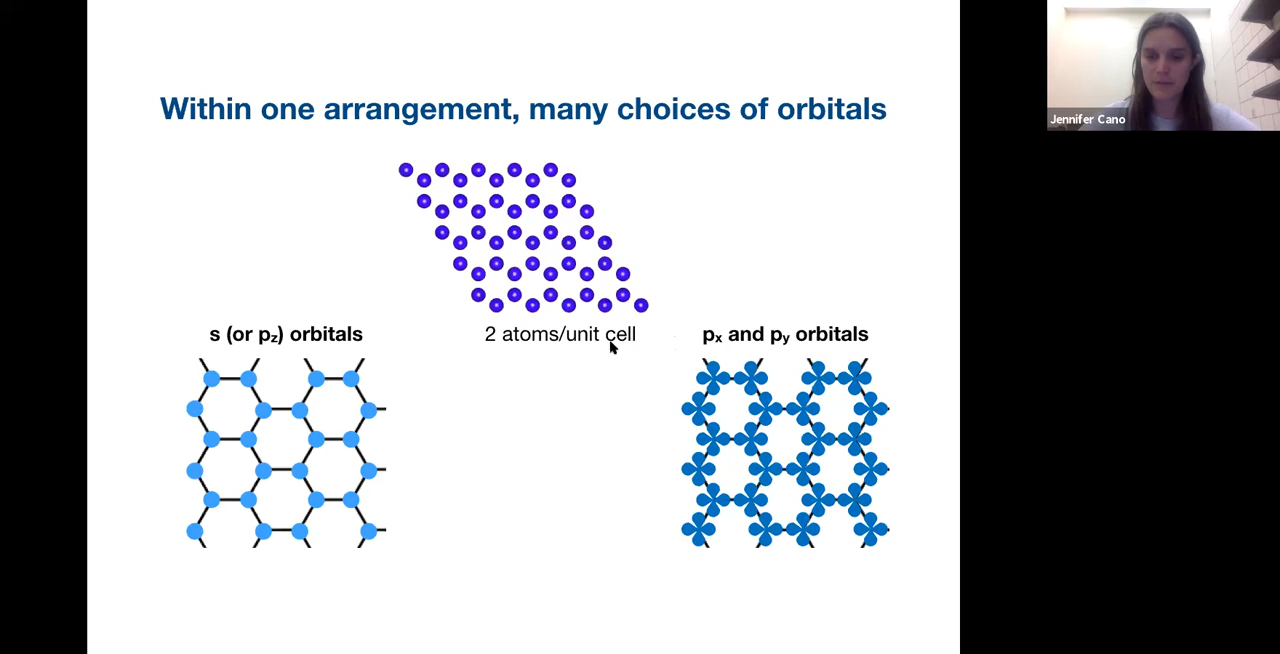 Within one arrangement, many choices of orbitals
Jennifer Cano
s (or pz) orbitals
2 atoms/unit cell
px and py orbitals